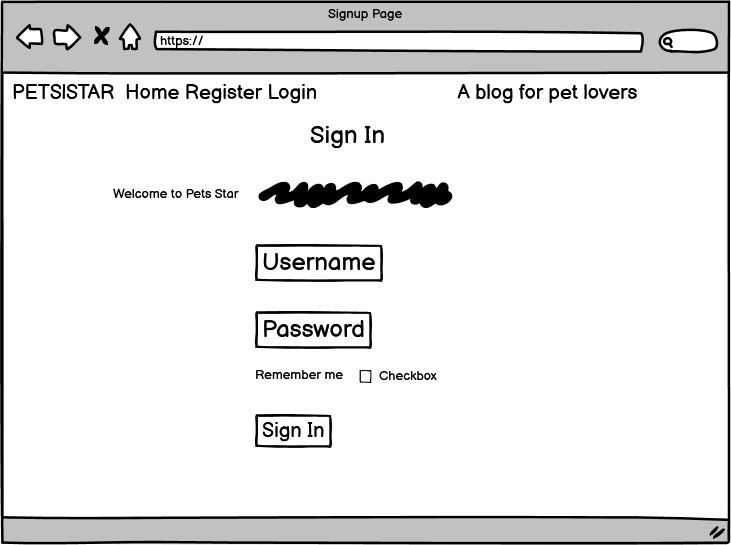 Signup Page
https://
PETSISTAR Home Register Login A blog for pet lovers
Sign In
Welcome to Pets Star
Username
Password
Remember me Checkbox
Sign In